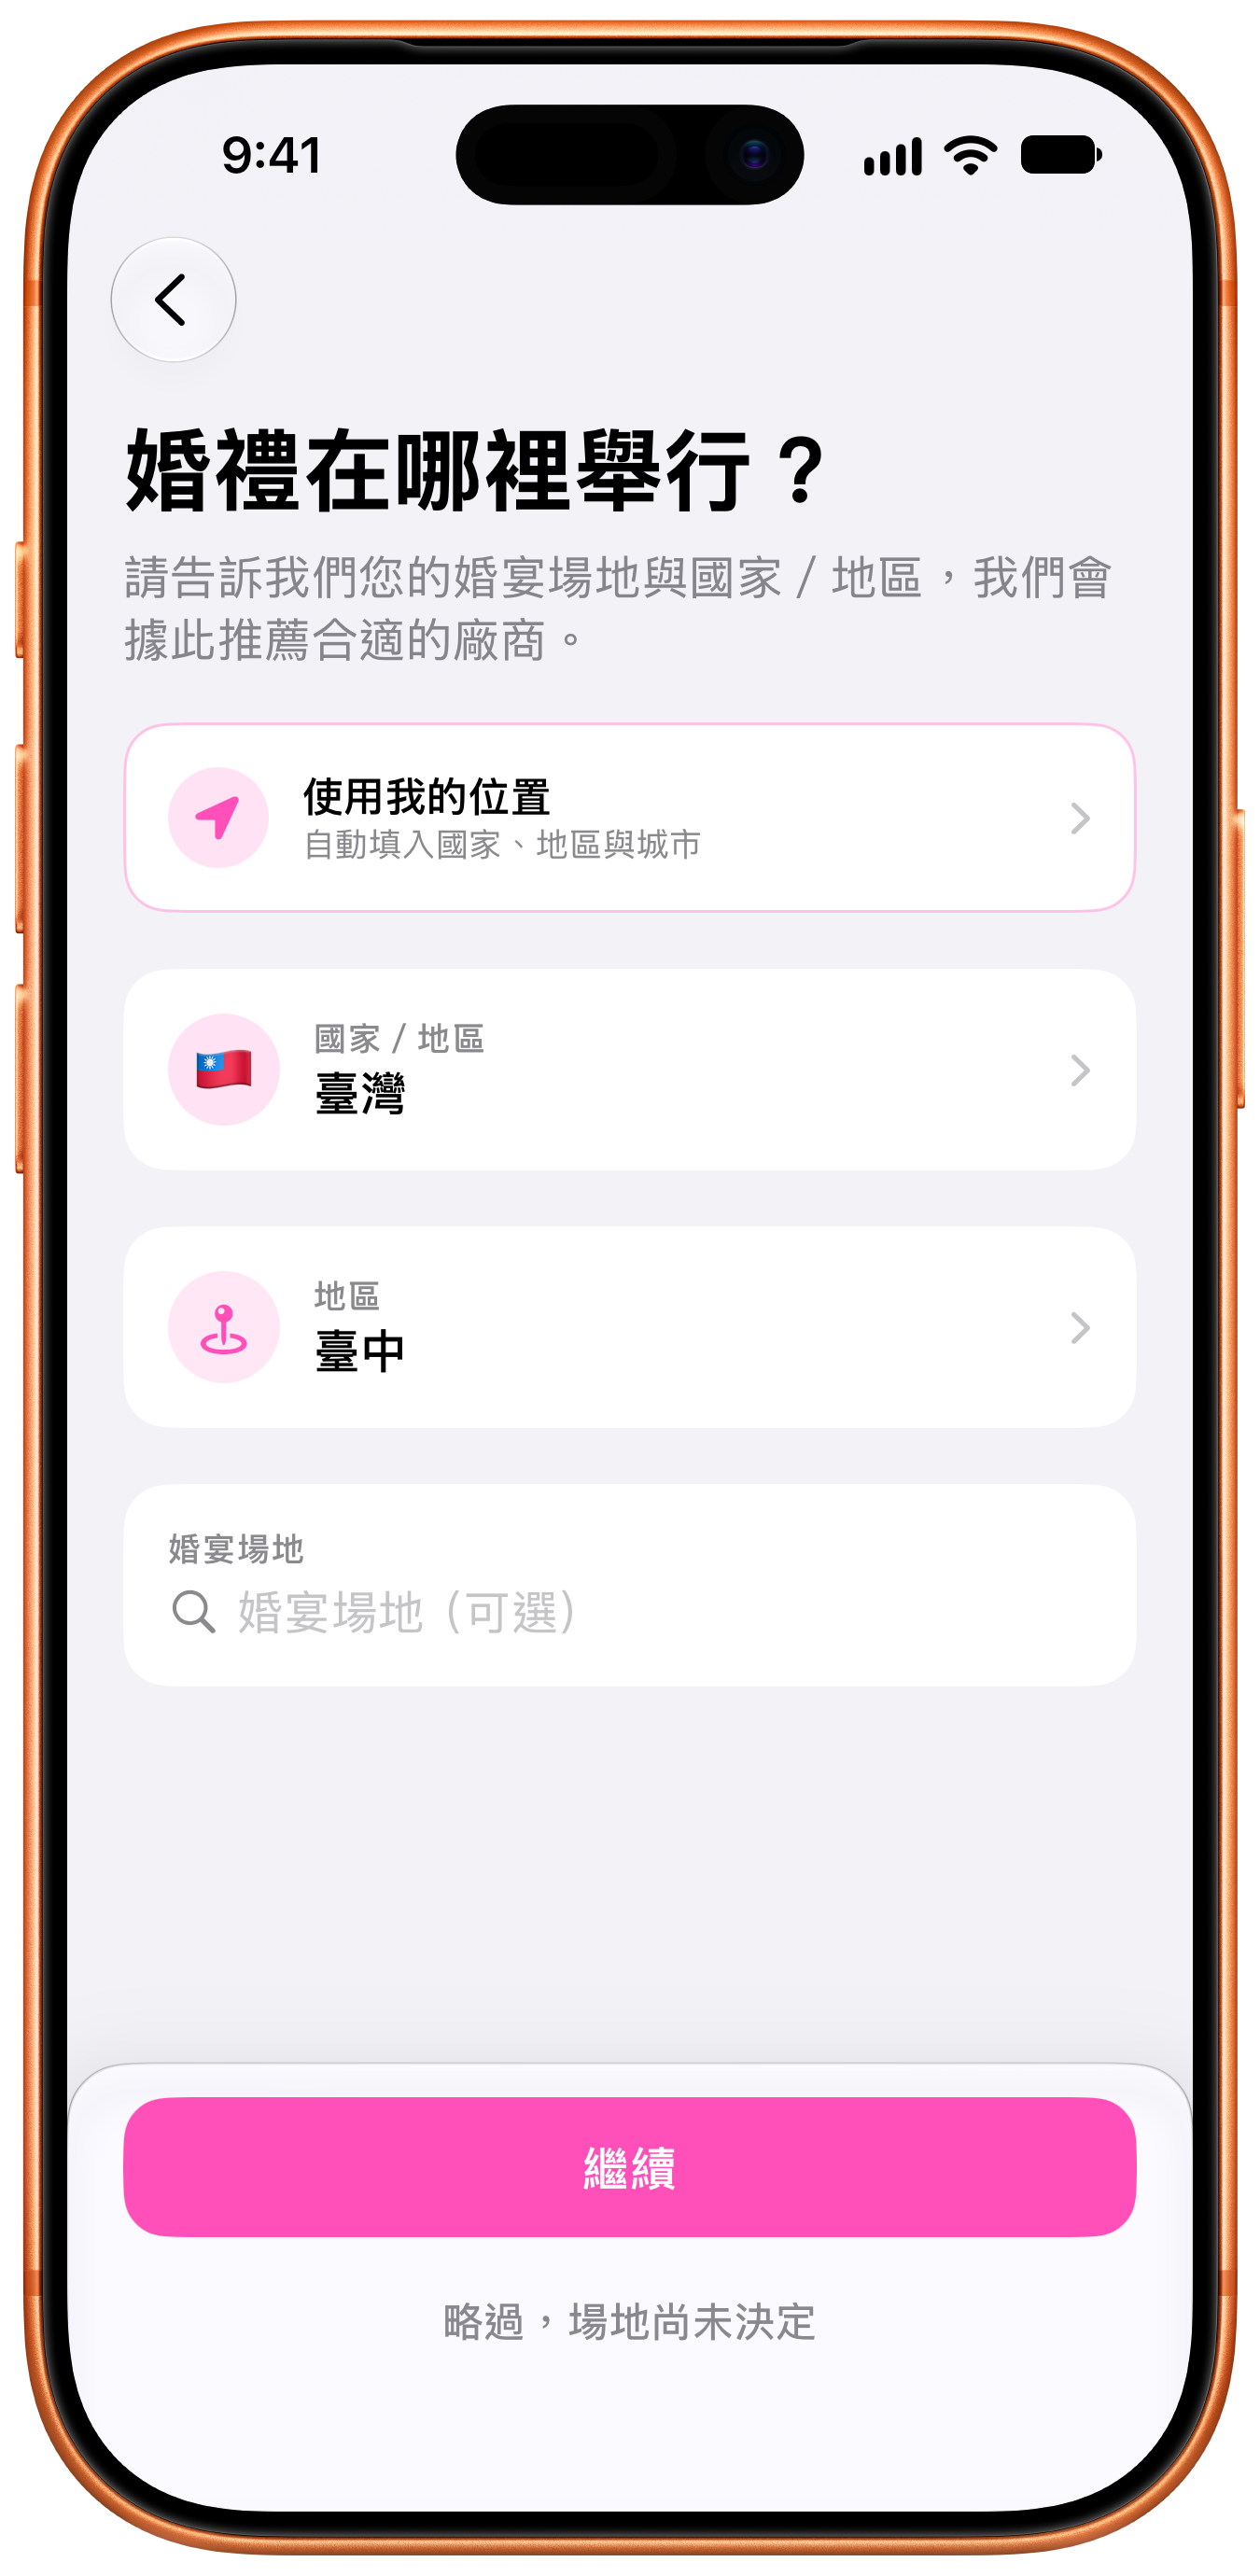 9:41
婚禮在哪裡舉行？
請告訴我們您的婚宴場地與國家 / 地區，我們會
據此推薦合適的廠商。
使用我的位置
自動填入國家、地區與城市
國家 / 地區
臺灣
地區
臺中
婚宴場地
婚宴場地（可選）
繼續
略過，場地尚未決定